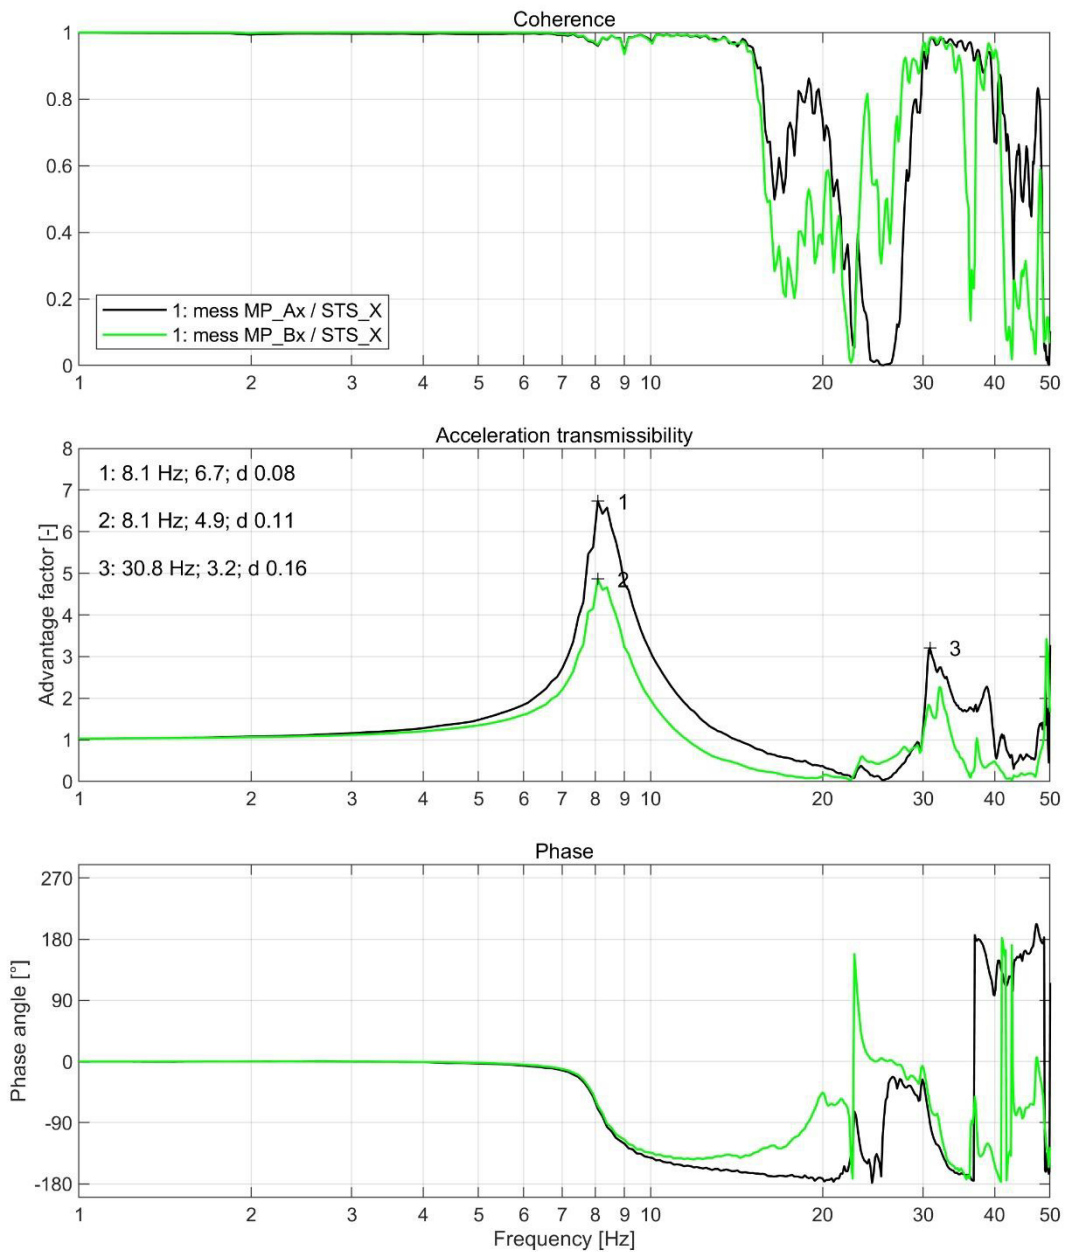 Coherence
1
0.8
0.6
0.4
0.2
0
1: mess MP_Ax / STS_X
1: mess MP_Bx / STS_X
1 2 3 4 5 6 7 8 9 10 20 30 40 50
Acceleration transmissibility
Advantage factor [-]
8
7
6
5
4
3
2
1
0
1: 8.1 Hz; 6.7; d 0.08
2: 8.1 Hz; 4.9; d 0.11
3: 30.8 Hz; 3.2; d 0.16
1
2
3
1 2 3 4 5 6 7 8 9 10 20 30 40 50
Phase
Phase angle [°]
270
180
90
0
-90
-180
1 2 3 4 5 6 7 8 9 10 20 30 40 50
Frequency [Hz]